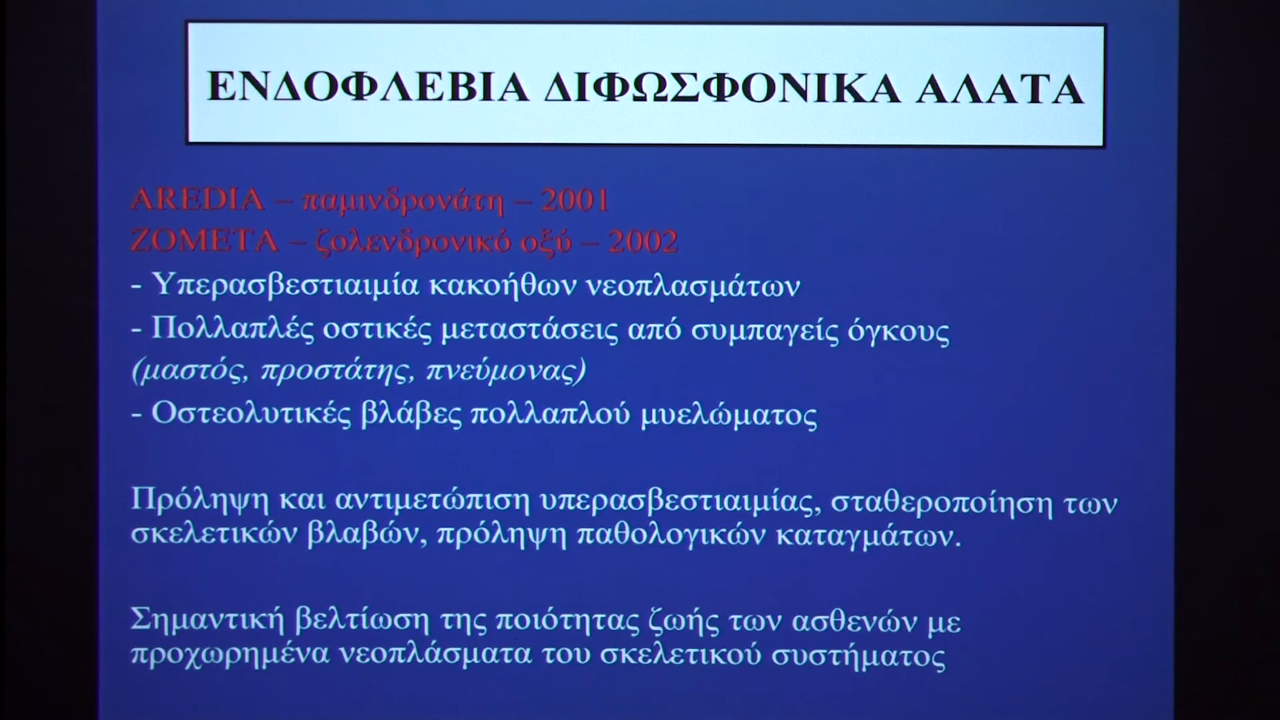 ΕΝΔΟΦΛΕΒΙΑ ΔΙΦΩΣΦΟΝΙΚΑ ΑΛΑΤΑ
AREDIA – παμινδρονάτη – 2001
ZOMETA – ζολενδρονικό οξύ – 2002
- Υπερασβεστιαιμία κακοήθων νεοπλασμάτων
- Πολλαπλές οστικές μεταστάσεις από συμπαγείς όγκους
(μαστός, προστάτης, πνεύμονας)
- Οστεολυτικές βλάβες πολλαπλού μυελώματος
Πρόληψη και αντιμετώπιση υπερασβεστιαιμίας, σταθεροποίηση των
σκελετικών βλαβών, πρόληψη παθολογικών καταγμάτων.
Σημαντική βελτίωση της ποιότητας ζωής των ασθενών με
προχωρημένα νεοπλάσματα του σκελετικού συστήματος